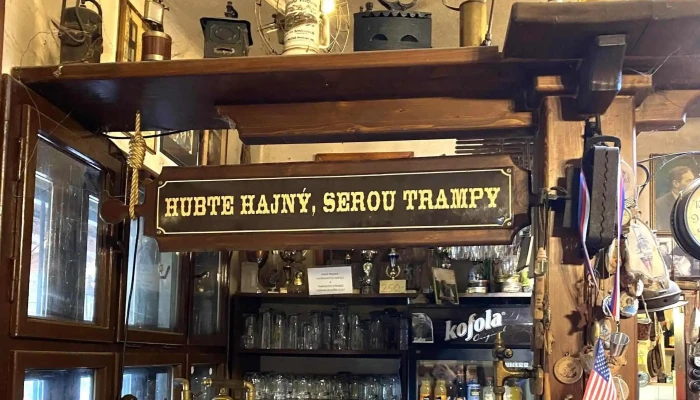 HUBTE HAJNÝ, SEROU TRAMPY
kofola